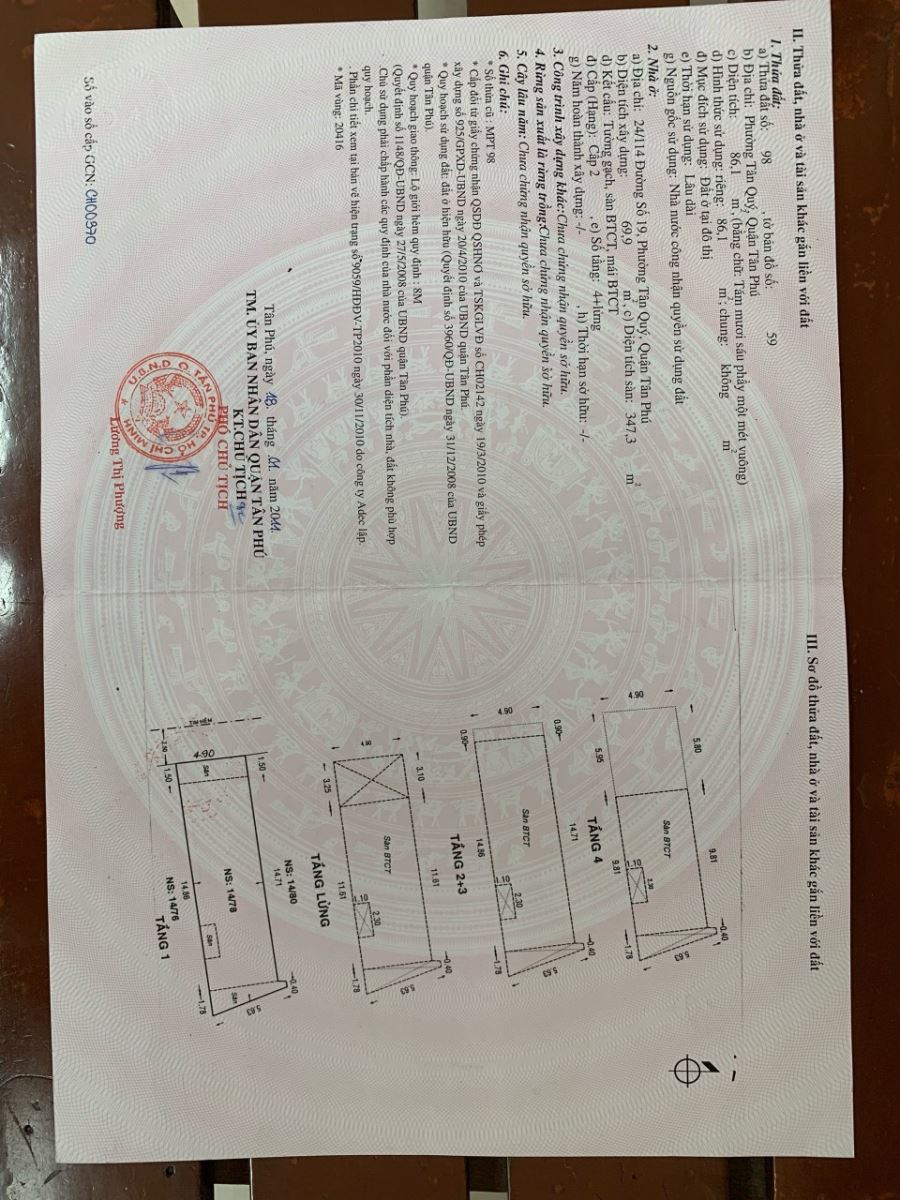 II. Thửa đất, nhà ở và tài sản khác gắn liền với đất
1. Thửa đất:
a) Thửa đất số: 98 , tờ bản đồ số: 59
b) Địa chỉ: Phường Tân Quý, Quận Tân Phú
c) Diện tích: 86,1 m², (bằng chữ: Tám mươi sáu phẩy một mét vuông)
d) Hình thức sử dụng: riêng: 86,1 m²; chung: không m²
đ) Mục đích sử dụng: Đất ở tại đô thị
e) Thời hạn sử dụng: Lâu dài
g) Nguồn gốc sử dụng: Nhà nước công nhận quyền sử dụng đất
2. Nhà ở:
a) Địa chỉ: 24/114 Đường Số 19, Phường Tân Quý, Quận Tân Phú
b) Diện tích xây dựng: 69,9 m², c) Diện tích sàn: 347,3 m²
d) Kết cấu: Tường gạch, sàn BTCT, mái BTCT
đ) Cấp (Hạng): Cấp 2 , e) Số tầng: 4+lửng
g) Năm hoàn thành xây dựng: -/- , h) Thời hạn sở hữu: -/-
3. Công trình xây dựng khác: Chưa chứng nhận quyền sở hữu.
4. Rừng sản xuất là rừng trồng: Chưa chứng nhận quyền sở hữu.
5. Cây lâu năm: Chưa chứng nhận quyền sở hữu.
6. Ghi chú:
* Số thửa cũ : MPT 98
* Cấp đổi từ giấy chứng nhận QSDĐ QSHNO và TSKGLVĐ số CH02142 ngày 19/3/2010 và giấy phép
xây dựng số 925/GPXD-UBND ngày 20/4/2010 của UBND quận Tân Phú.
* Quy hoạch sử dụng đất: đất ở hiện hữu (Quyết định số 3960/QĐ-UBND ngày 31/12/2008 của UBND
quận Tân Phú).
* Quy hoạch giao thông: Lộ giới hẻm quy định : 8M
(Quyết định số 1148/QĐ-UBND ngày 27/5/2008 của UBND quận Tân Phú).
. Chủ sử dụng phải chấp hành các quy định của nhà nước đối với phần diện tích nhà, đất không phù hợp
quy hoạch.
. Phần chi tiết xem tại bản vẽ hiện trạng số 9059/HĐĐV-TP2010 ngày 30/11/2010 do công ty Adec lập.
* Mã vùng: 20416
Tân Phú, ngày 18 tháng 01 năm 2011
TM. ỦY BAN NHÂN DÂN QUẬN TÂN PHÚ
KT.CHỦ TỊCH
PHÓ CHỦ TỊCH
U.B.N.D Q. TÂN PHÚ TP. HỒ CHÍ MINH
Lương Thị Phượng
Số vào sổ cấp GCN: CH00890
III. Sơ đồ thửa đất, nhà ở và tài sản khác gắn liền với đất
5.80
9.81
0.40
4.90
Sàn BTCT
2.30
5.95
9.81
1.78
TẦNG 4
0.90
14.71
0.40
4.90
Sàn BTCT
2.30
0.90
14.86
1.78
TẦNG 2+3
3.10
11.61
0.40
4.90
Sàn BTCT
2.30
3.25
11.61
1.78
TẦNG LỬNG
NS: 14/80
1.50
14.71
0.40
4.90
Sân
NS: 14/78
Sân
Sân
TIM HẺM
2.50
1.50
14.86
1.78
NS: 14/76
TẦNG 1